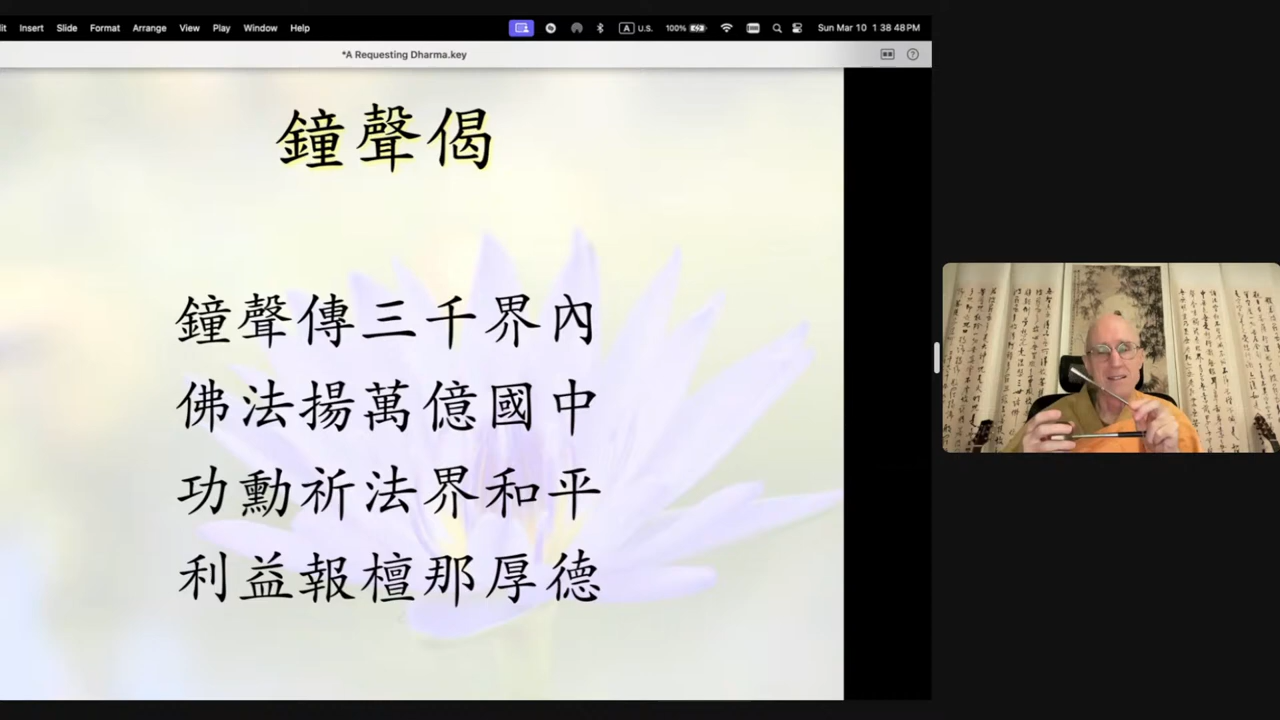 Insert Slide Format Arrange View Play Window Help A U.S. 100% Sun Mar 10 1 38 48 PM
*A Requesting Dharma.key
鐘聲偈
鐘聲傳三千界內
佛法揚萬億國中
功勳祈法界和平
利益報檀那厚德